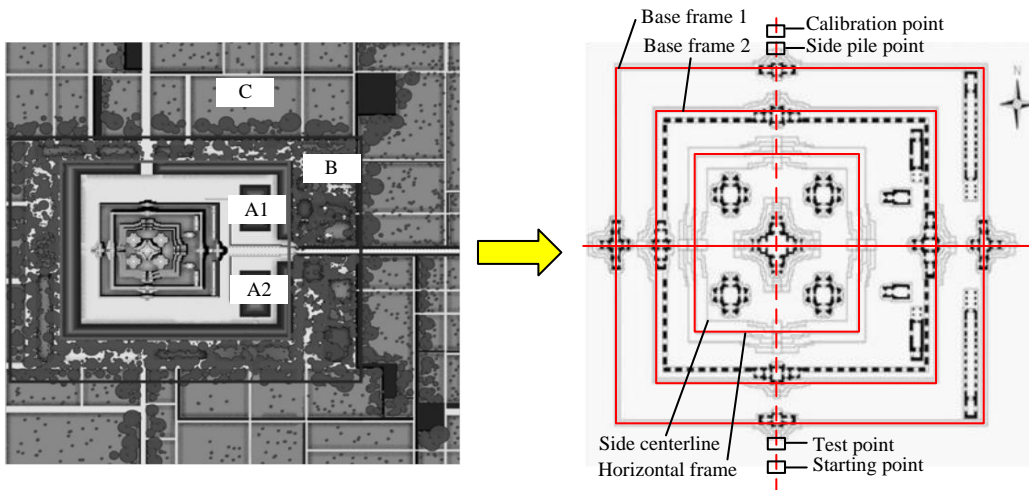 C
B
A1
A2
Base frame 1
Base frame 2
Calibration point
Side pile point
N
Side centerline
Horizontal frame
Test point
Starting point